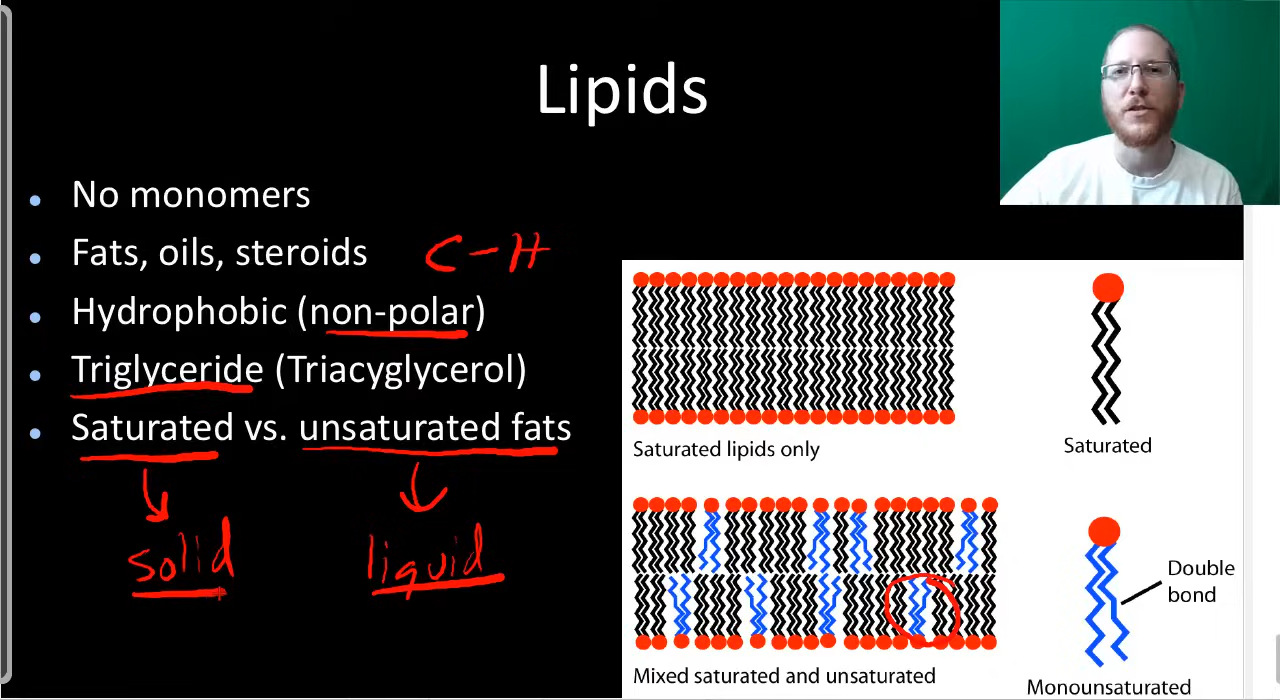 Lipids
• No monomers
• Fats, oils, steroids C-H
• Hydrophobic (non-polar)
• Triglyceride (Triacyglycerol)
• Saturated vs. unsaturated fats
solid liquid
Saturated lipids only
Saturated
Double
bond
Mixed saturated and unsaturated
Monounsaturated